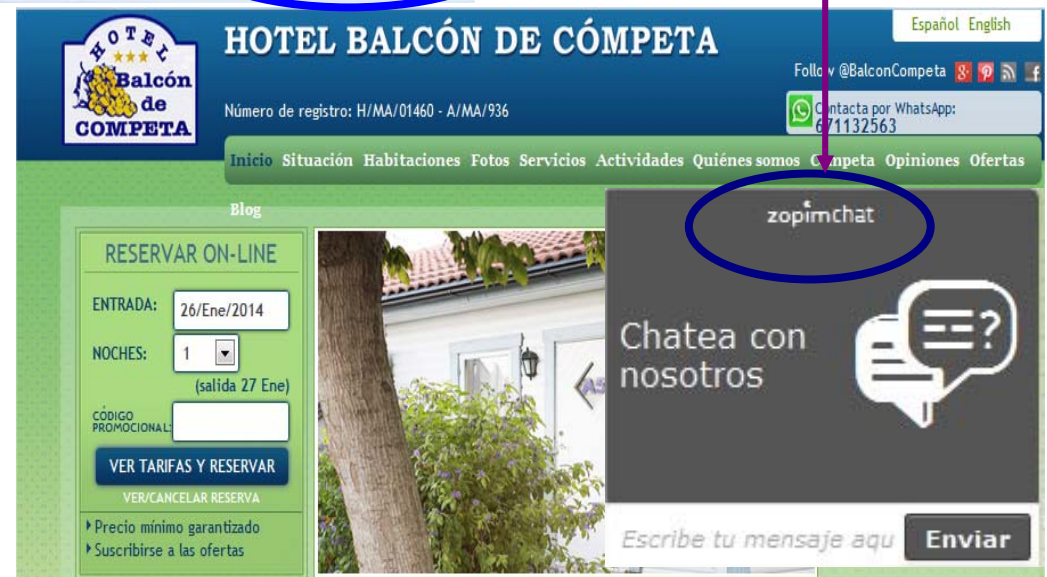 HOTEL
Balcón
de
COMPETA
HOTEL BALCÓN DE CÓMPETA
Español English
Follow @BalconCompeta
Número de registro: H/MA/01460 - A/MA/936
Contacta por WhatsApp:
671132563
Inicio Situación Habitaciones Fotos Servicios Actividades Quiénes somos Competa Opiniones Ofertas
Blog
zopimchat
RESERVAR ON-LINE
ENTRADA: 26/Ene/2014
NOCHES: 1
(salida 27 Ene)
CÓDIGO
PROMOCIONAL:
VER TARIFAS Y RESERVAR
VER/CANCELAR RESERVA
Precio mínimo garantizado
Suscribirse a las ofertas
Chatea con
nosotros
Escribe tu mensaje aqu
Enviar